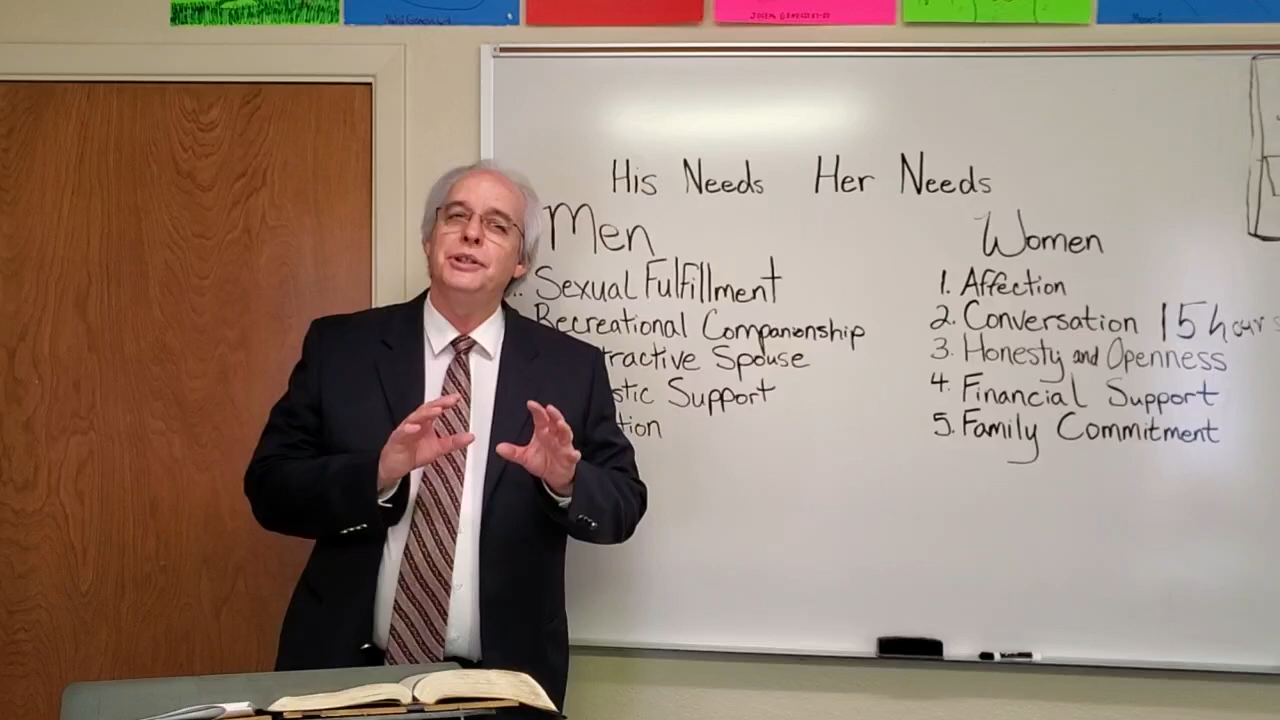 His Needs Her Needs
Men
Sexual Fulfillment
Recreational Companionship
tractive Spouse
stic Support
tion
Women
1. Affection
2. Conversation 15 hour
3. Honesty and Openness
4. Financial Support
5. Family Commitment